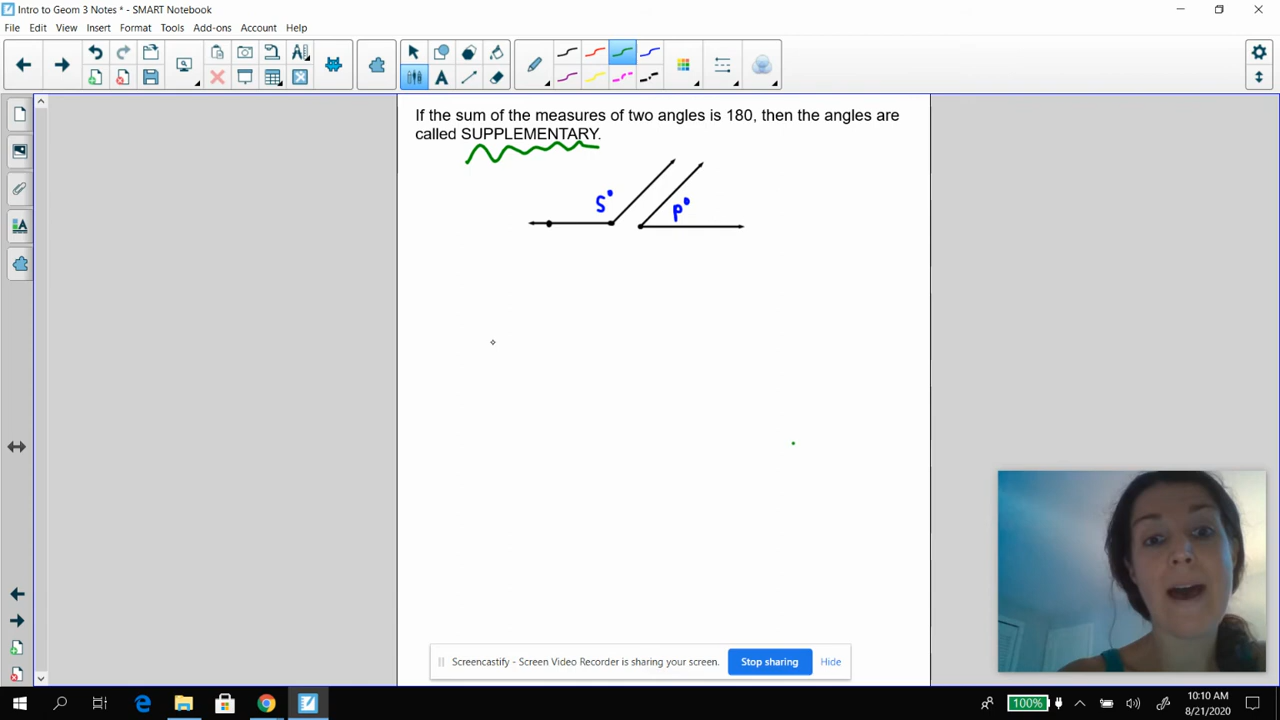 Intro to Geom 3 Notes * - SMART Notebook
File Edit View Insert Format Tools Add-ons Account Help
If the sum of the measures of two angles is 180, then the angles are
called SUPPLEMENTARY.
S° P°
Screencastify - Screen Video Recorder is sharing your screen. Stop sharing Hide
100% 10:10 AM
8/21/2020